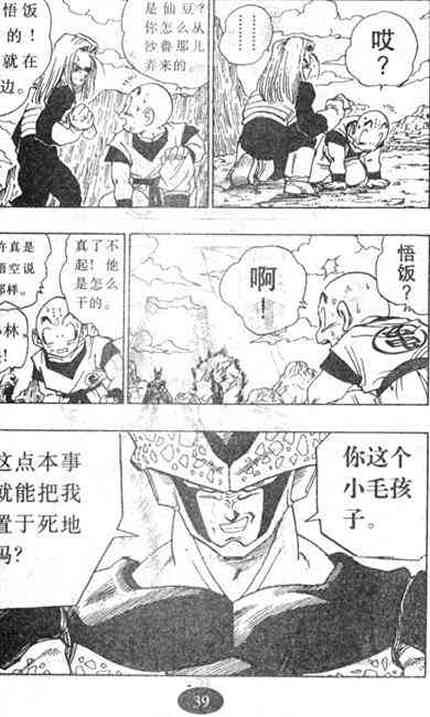 哎？
……
是仙豆？
你怎么从
沙鲁那儿
弄来的。
悟饭
的！
就在
边。
悟饭？
啊！
真了不
起！他
是怎么
干的。
许真是
悟空说
那样。
小林
！
你这个
小毛孩
子。
这点本事
就能把我
置于死地
吗？
39